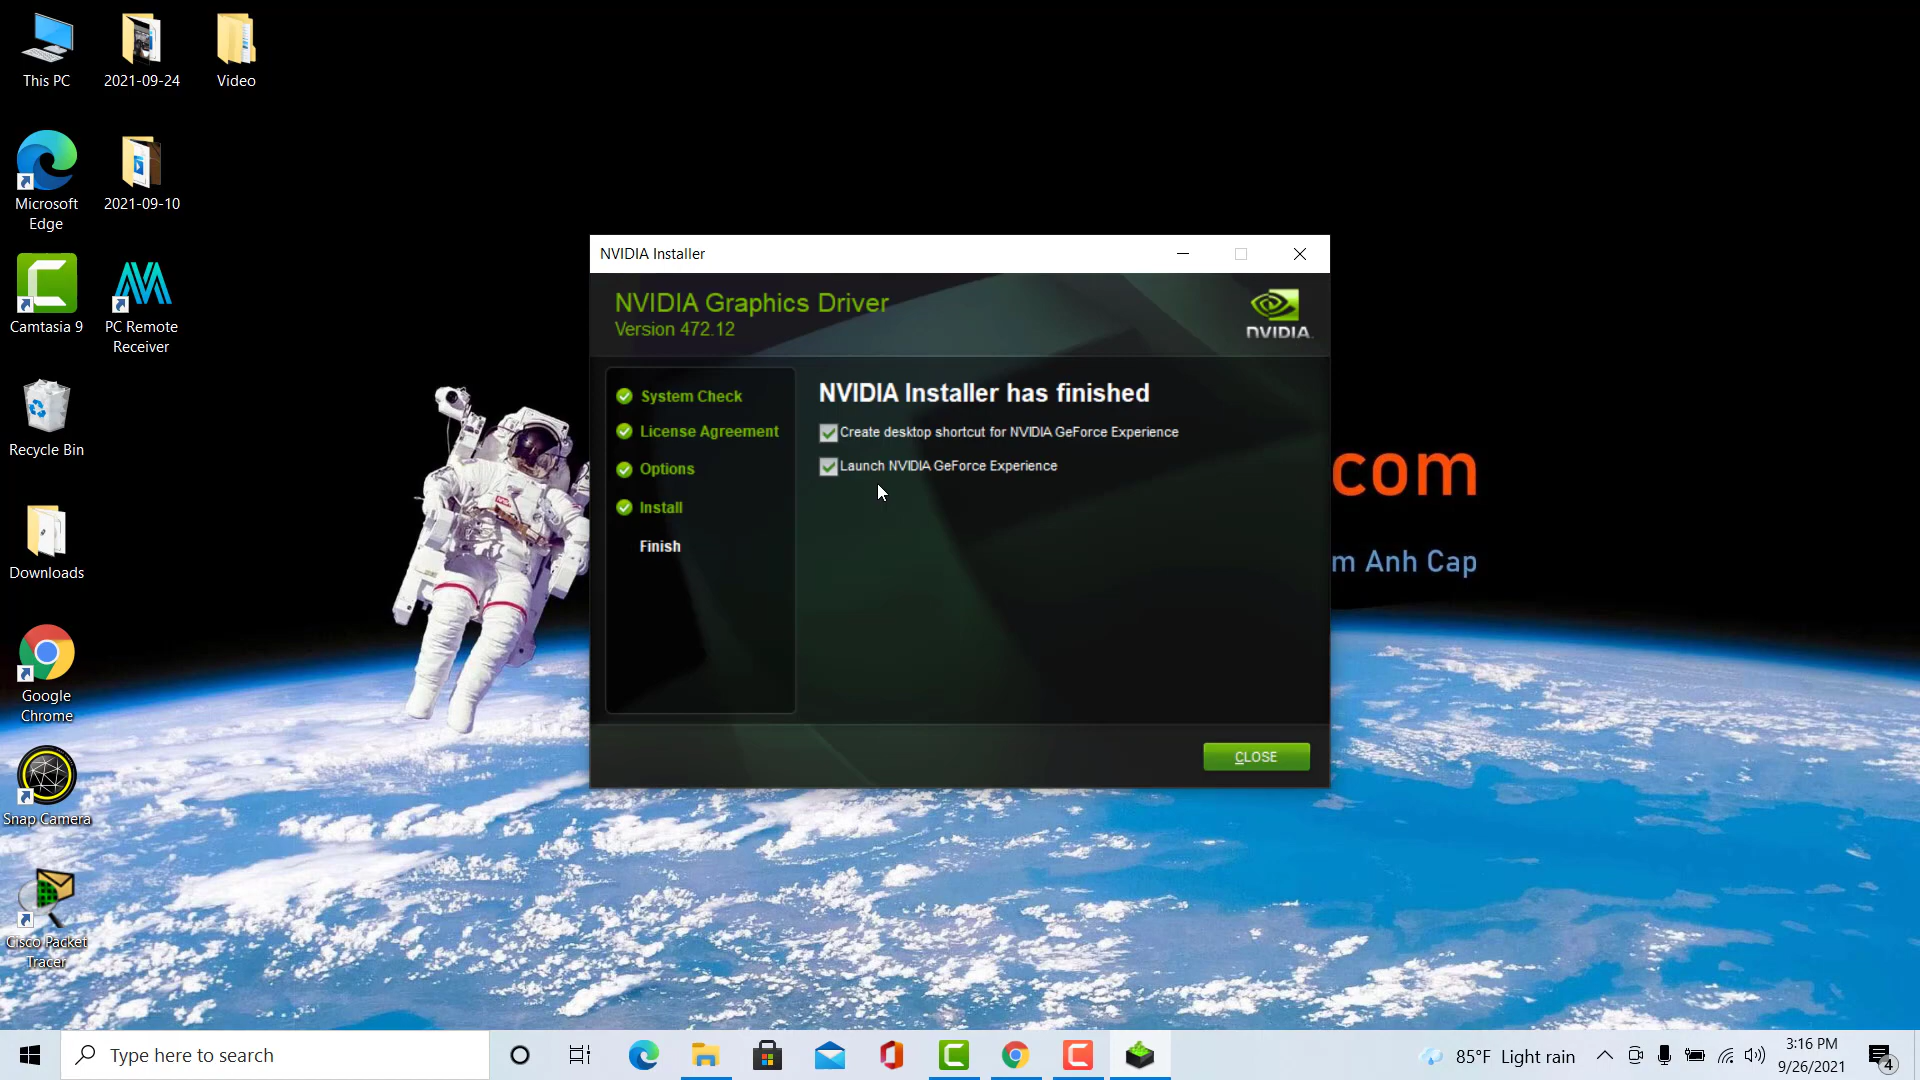 This PC
2021-09-24
Video
Microsoft
Edge
2021-09-10
Camtasia 9
PC Remote
Receiver
Recycle Bin
Downloads
Google
Chrome
Snap Camera
Cisco Packet
Tracer
NVIDIA Installer
NVIDIA Graphics Driver
Version 472.12
NVIDIA.
System Check
License Agreement
Options
Install
Finish
NVIDIA Installer has finished
Create desktop shortcut for NVIDIA GeForce Experience
Launch NVIDIA GeForce Experience
CLOSE
com
m Anh Cap
Type here to search
85°F Light rain
3:16 PM
9/26/2021
4